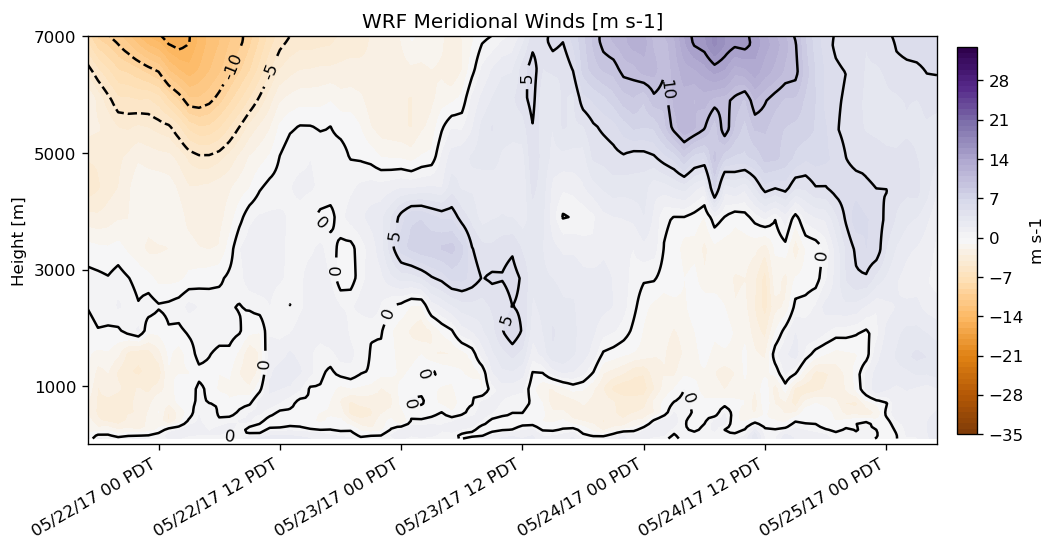 WRF Meridional Winds [m s-1]
7000
5000
3000
1000
Height [m]
-10
-5
5
10
0
0
5
0
0
5
0
0
0
0
0
05/22/17 00 PDT
05/22/17 12 PDT
05/23/17 00 PDT
05/23/17 12 PDT
05/24/17 00 PDT
05/24/17 12 PDT
05/25/17 00 PDT
28
21
14
7
0
−7
−14
−21
−28
−35
m s-1